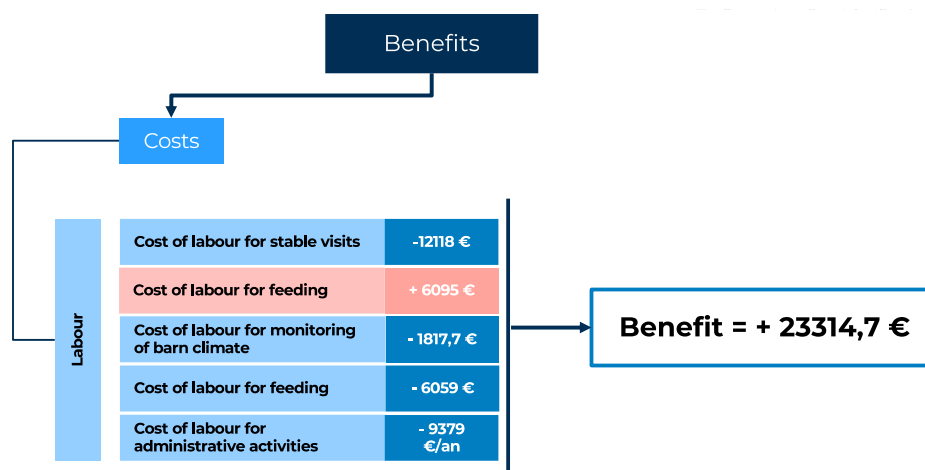 Benefits
Costs
Labour
Cost of labour for stable visits
-12118 €
Cost of labour for feeding
+ 6095 €
Cost of labour for monitoring
of barn climate
- 1817,7 €
Cost of labour for feeding
- 6059 €
Cost of labour for
administrative activities
- 9379
€/an
Benefit = + 23314,7 €